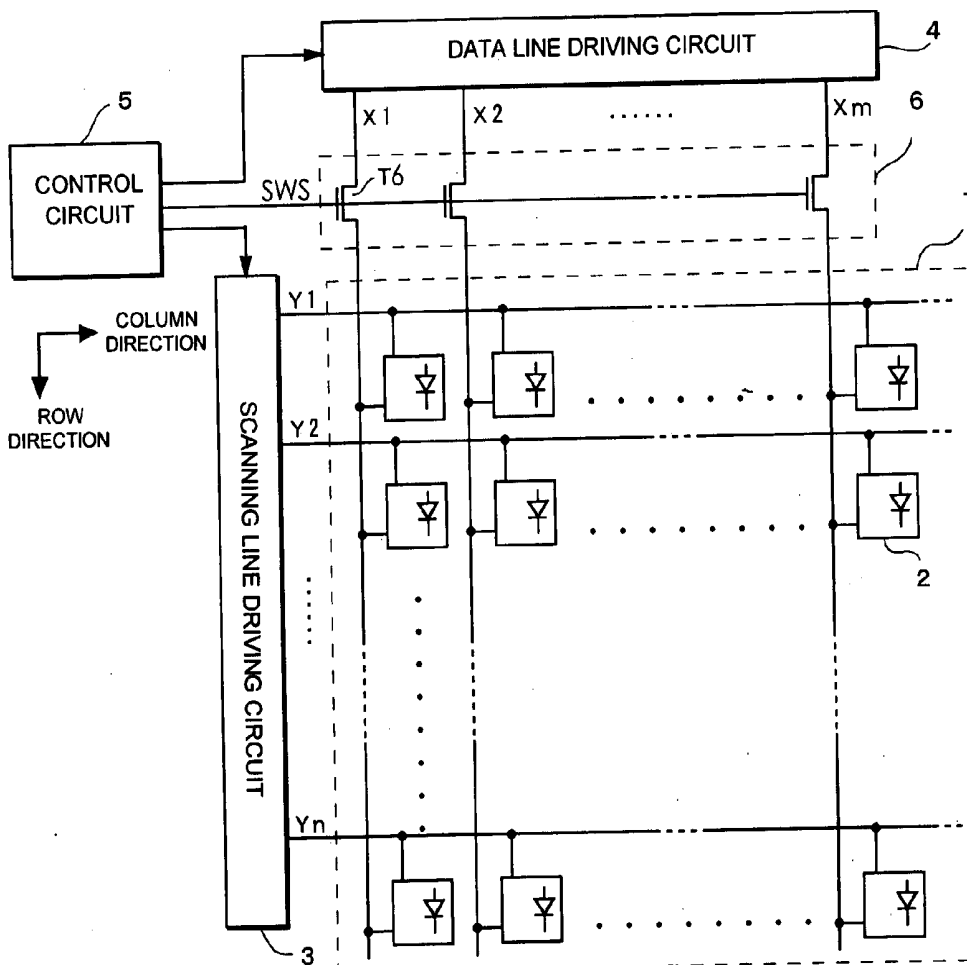 DATA LINE DRIVING CIRCUIT
4
5
X1
X2
......
Xm
6
CONTROL
CIRCUIT
SWS
T6
Y1
COLUMN
DIRECTION
ROW
DIRECTION
Y2
SCANNING LINE DRIVING CIRCUIT
......
2
Yn
3